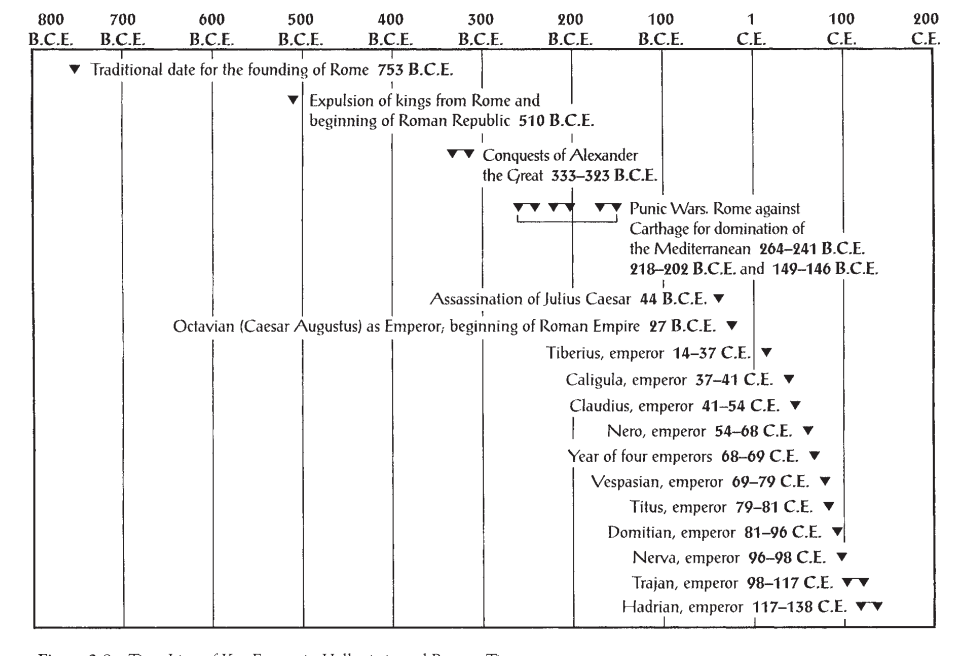 800 700 600 500 400 300 200 100 1 100 200
B.C.E. B.C.E. B.C.E. B.C.E. B.C.E. B.C.E. B.C.E. B.C.E. C.E. C.E. C.E.
Traditional date for the founding of Rome 753 B.C.E.
Expulsion of kings from Rome and
beginning of Roman Republic 510 B.C.E.
Conquests of Alexander
the Great 333–323 B.C.E.
Punic Wars. Rome against
Carthage for domination of
the Mediterranean 264–241 B.C.E.
218–202 B.C.E. and 149–146 B.C.E.
Assassination of Julius Caesar 44 B.C.E.
Octavian (Caesar Augustus) as Emperor; beginning of Roman Empire 27 B.C.E.
Tiberius, emperor 14–37 C.E.
Caligula, emperor 37–41 C.E.
Claudius, emperor 41–54 C.E.
Nero, emperor 54–68 C.E.
Year of four emperors 68–69 C.E.
Vespasian, emperor 69–79 C.E.
Titus, emperor 79–81 C.E.
Domitian, emperor 81–96 C.E.
Nerva, emperor 96–98 C.E.
Trajan, emperor 98–117 C.E.
Hadrian, emperor 117–138 C.E.